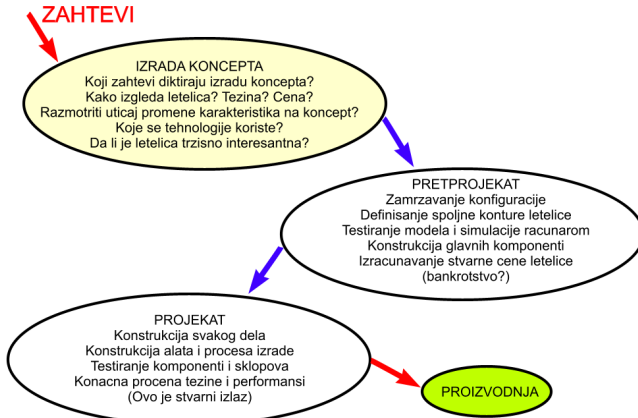 ZAHTEVI
IZRADA KONCEPTA
Koji zahtevi diktiraju izradu koncepta?
Kako izgleda letelica? Tezina? Cena?
Razmotriti uticaj promene karakteristika na koncept?
Koje se tehnologije koriste?
Da li je letelica trzisno interesantna?
PRETPROJEKAT
Zamrzavanje konfiguracije
Definisanje spoljne konture letelice
Testiranje modela i simulacije racunarom
Konstrukcija glavnih komponenti
Izracunavanje stvarne cene letelice
(bankrotstvo?)
PROJEKAT
Konstrukcija svakog dela
Konstrukcija alata i procesa izrade
Testiranje komponenti i sklopova
Konacna procena tezine i performansi
(Ovo je stvarni izlaz)
PROIZVODNJA